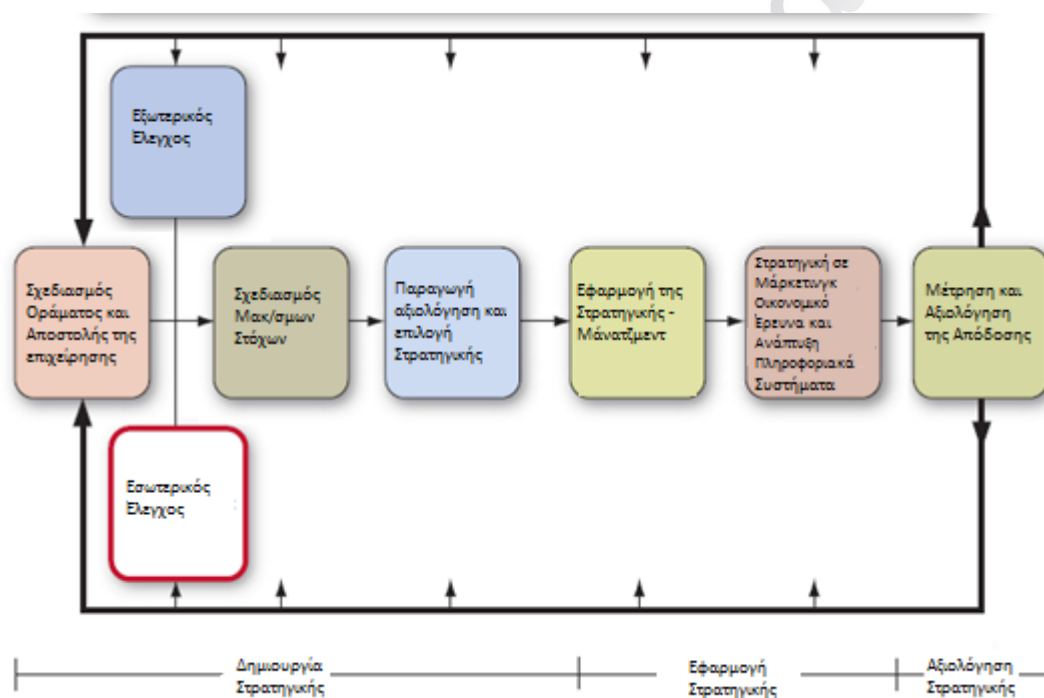 Εξωτερικός
Έλεγχος
Σχεδιασμός
Οράματος και
Αποστολής της
επιχείρησης
Σχεδιασμός
Μακ/σμων
Στόχων
Παραγωγή
αξιολόγηση και
επιλογή
Στρατηγικής
Εφαρμογή της
Στρατηγικής -
Μάνατζμεντ
Στρατηγική σε
Μάρκετινγκ
Οικονομικό
Έρευνα και
Ανάπτυξη
Πληροφοριακά
Συστήματα
Μέτρηση και
Αξιολόγηση
της Απόδοσης
Εσωτερικός
Έλεγχος
Δημιουργία
Στρατηγικής
Εφαρμογή
Στρατηγικής
Αξιολόγηση
Στρατηγικής